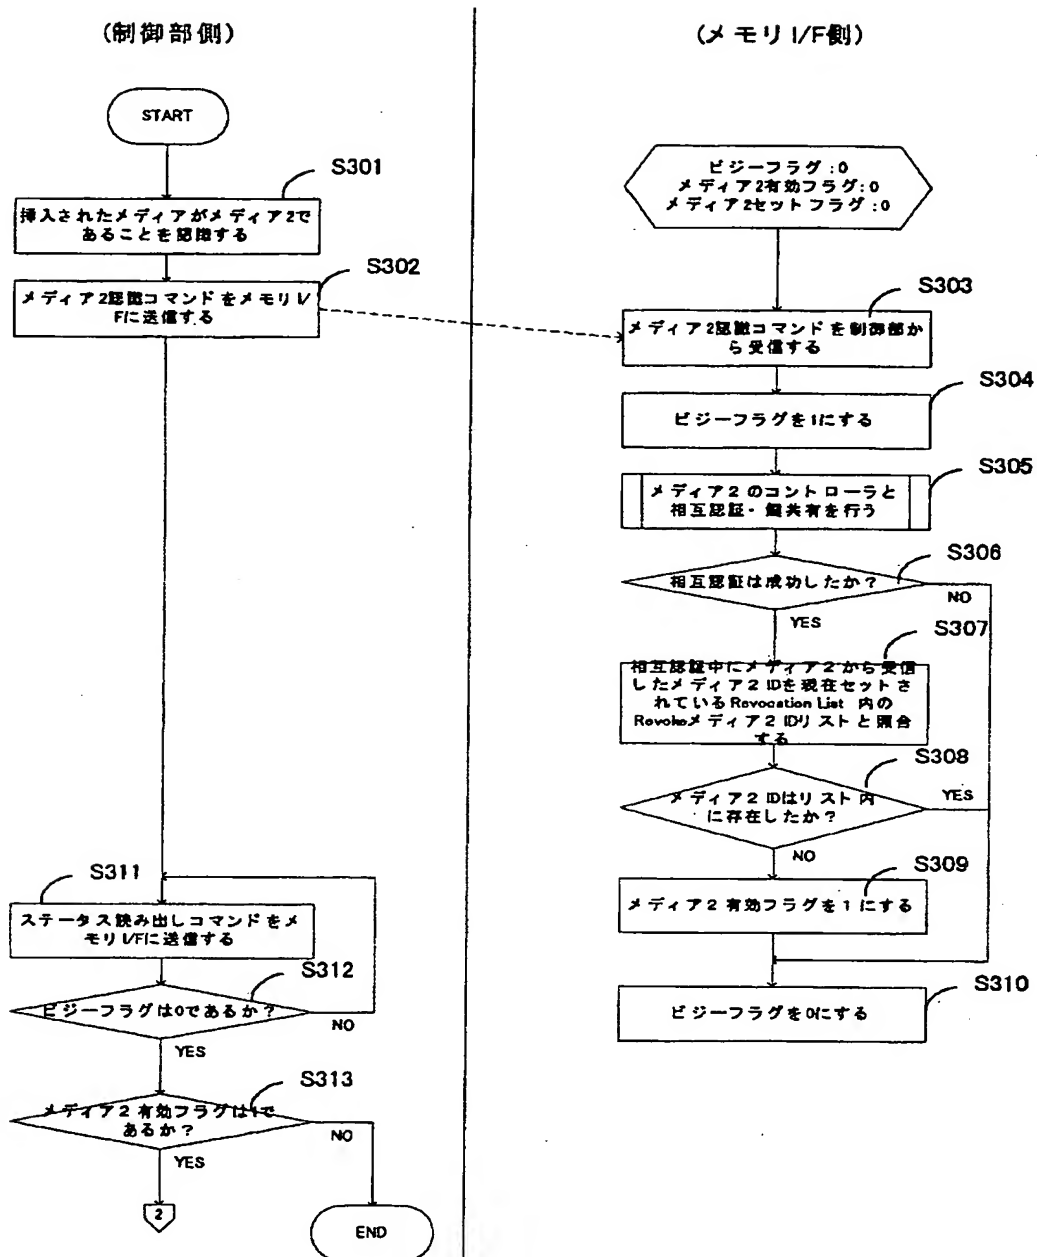 (制御部側)
START
S301
挿入されたメディアがメディア2で
あることを認識する
S302
メディア2認識コマンドをメモリI/
Fに送信する
S311
ステータス読み出しコマンドをメ
モリI/Fに送信する
S312
ビジーフラグは0であるか?
NO
YES
S313
メディア2 有効フラグは1で
あるか?
NO
YES
2
END
(メモリI/F側)
ビジーフラグ:0
メディア2有効フラグ:0
メディア2セットフラグ:0
S303
メディア2認識コマンドを制御部か
ら受信する
S304
ビジーフラグを1にする
S305
メディア2のコントローラと
相互認証・鍵共有を行う
S306
相互認証は成功したか?
NO
YES
S307
相互認証中にメディア2から受信
したメディア2 IDを現在セットさ
れているRevocation List 内の
Revokeメディア2 IDリストと照合
する
S308
メディア2 IDはリスト内
に存在したか?
YES
NO
S309
メディア2 有効フラグを1にする
S310
ビジーフラグを0にする